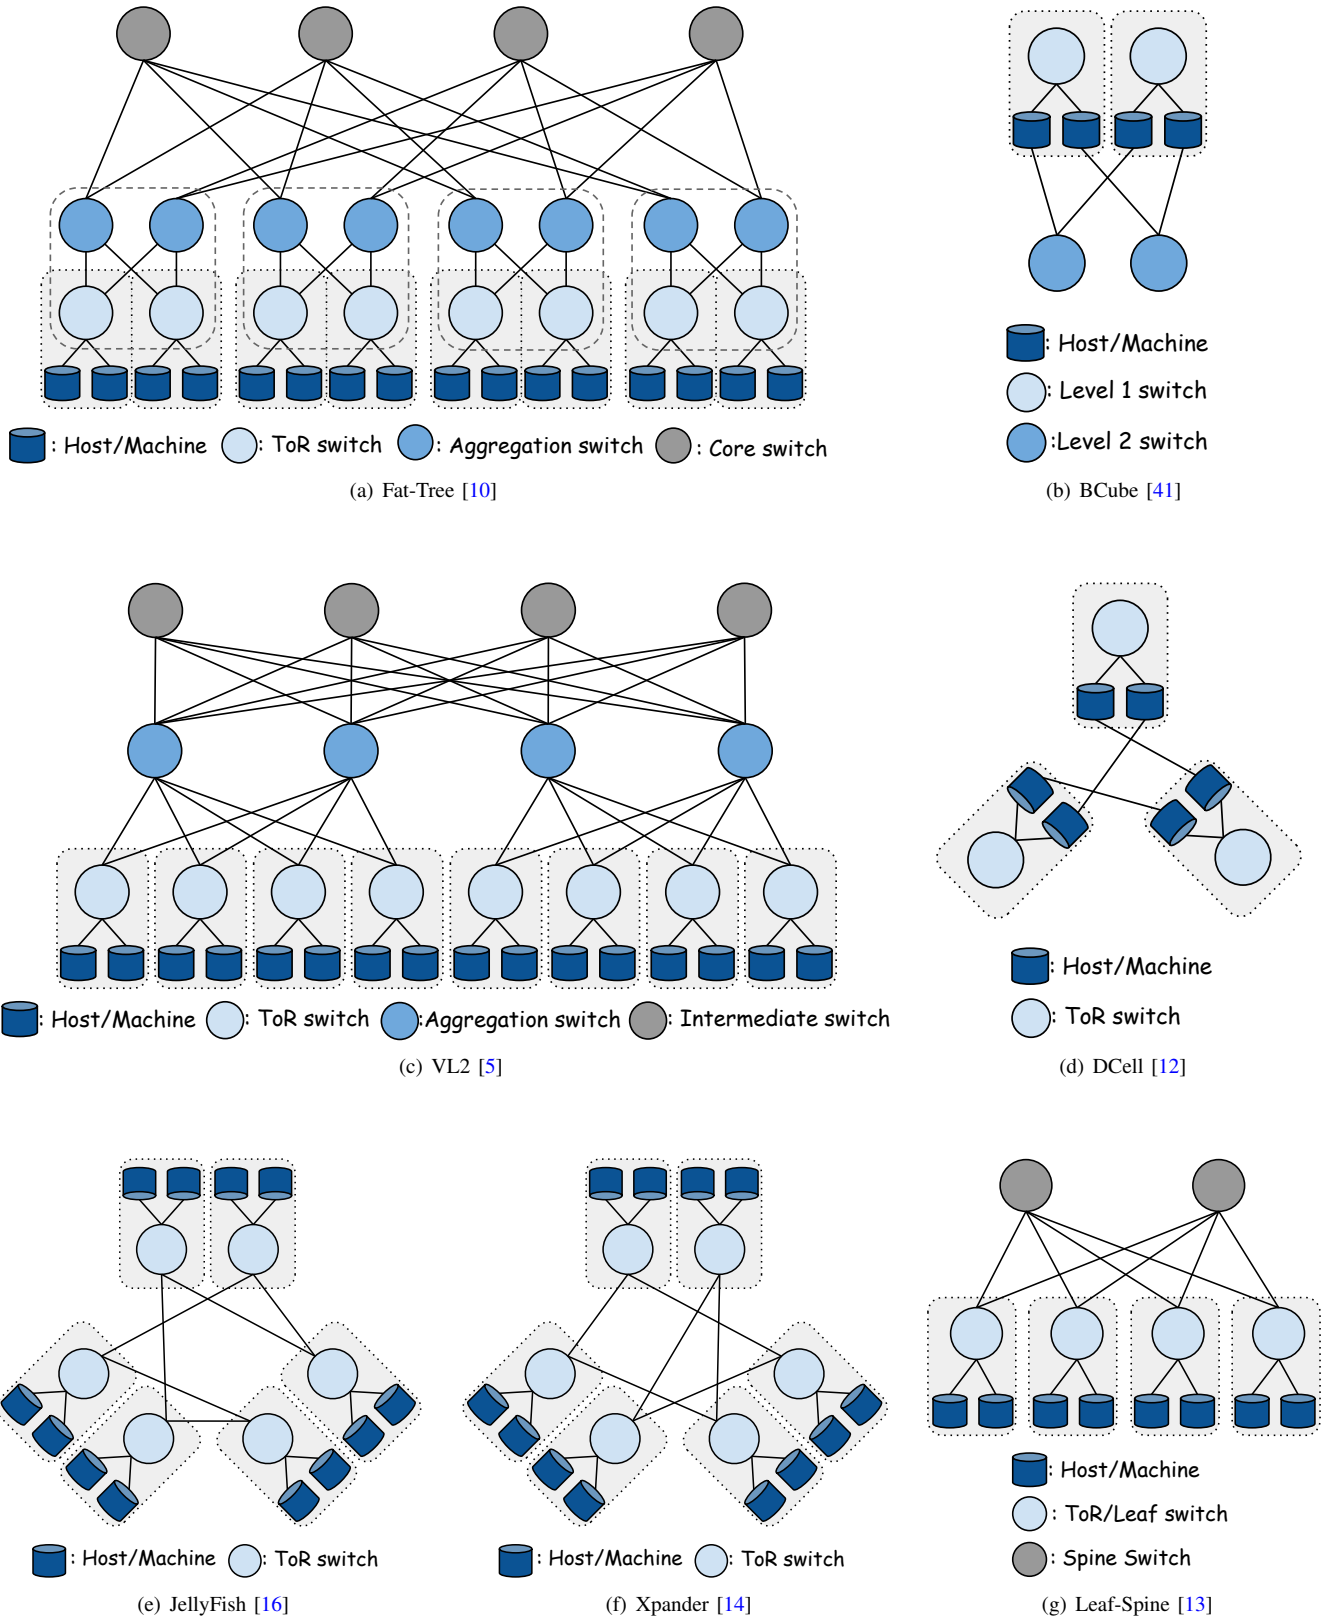 : Host/Machine : ToR switch : Aggregation switch : Core switch
(a) Fat-Tree [10]
: Host/Machine
: Level 1 switch
:Level 2 switch
(b) BCube [41]
: Host/Machine : ToR switch :Aggregation switch : Intermediate switch
(c) VL2 [5]
: Host/Machine
: ToR switch
(d) DCell [12]
: Host/Machine : ToR switch
(e) JellyFish [16]
: Host/Machine : ToR switch
(f) Xpander [14]
: Host/Machine
: ToR/Leaf switch
: Spine Switch
(g) Leaf-Spine [13]